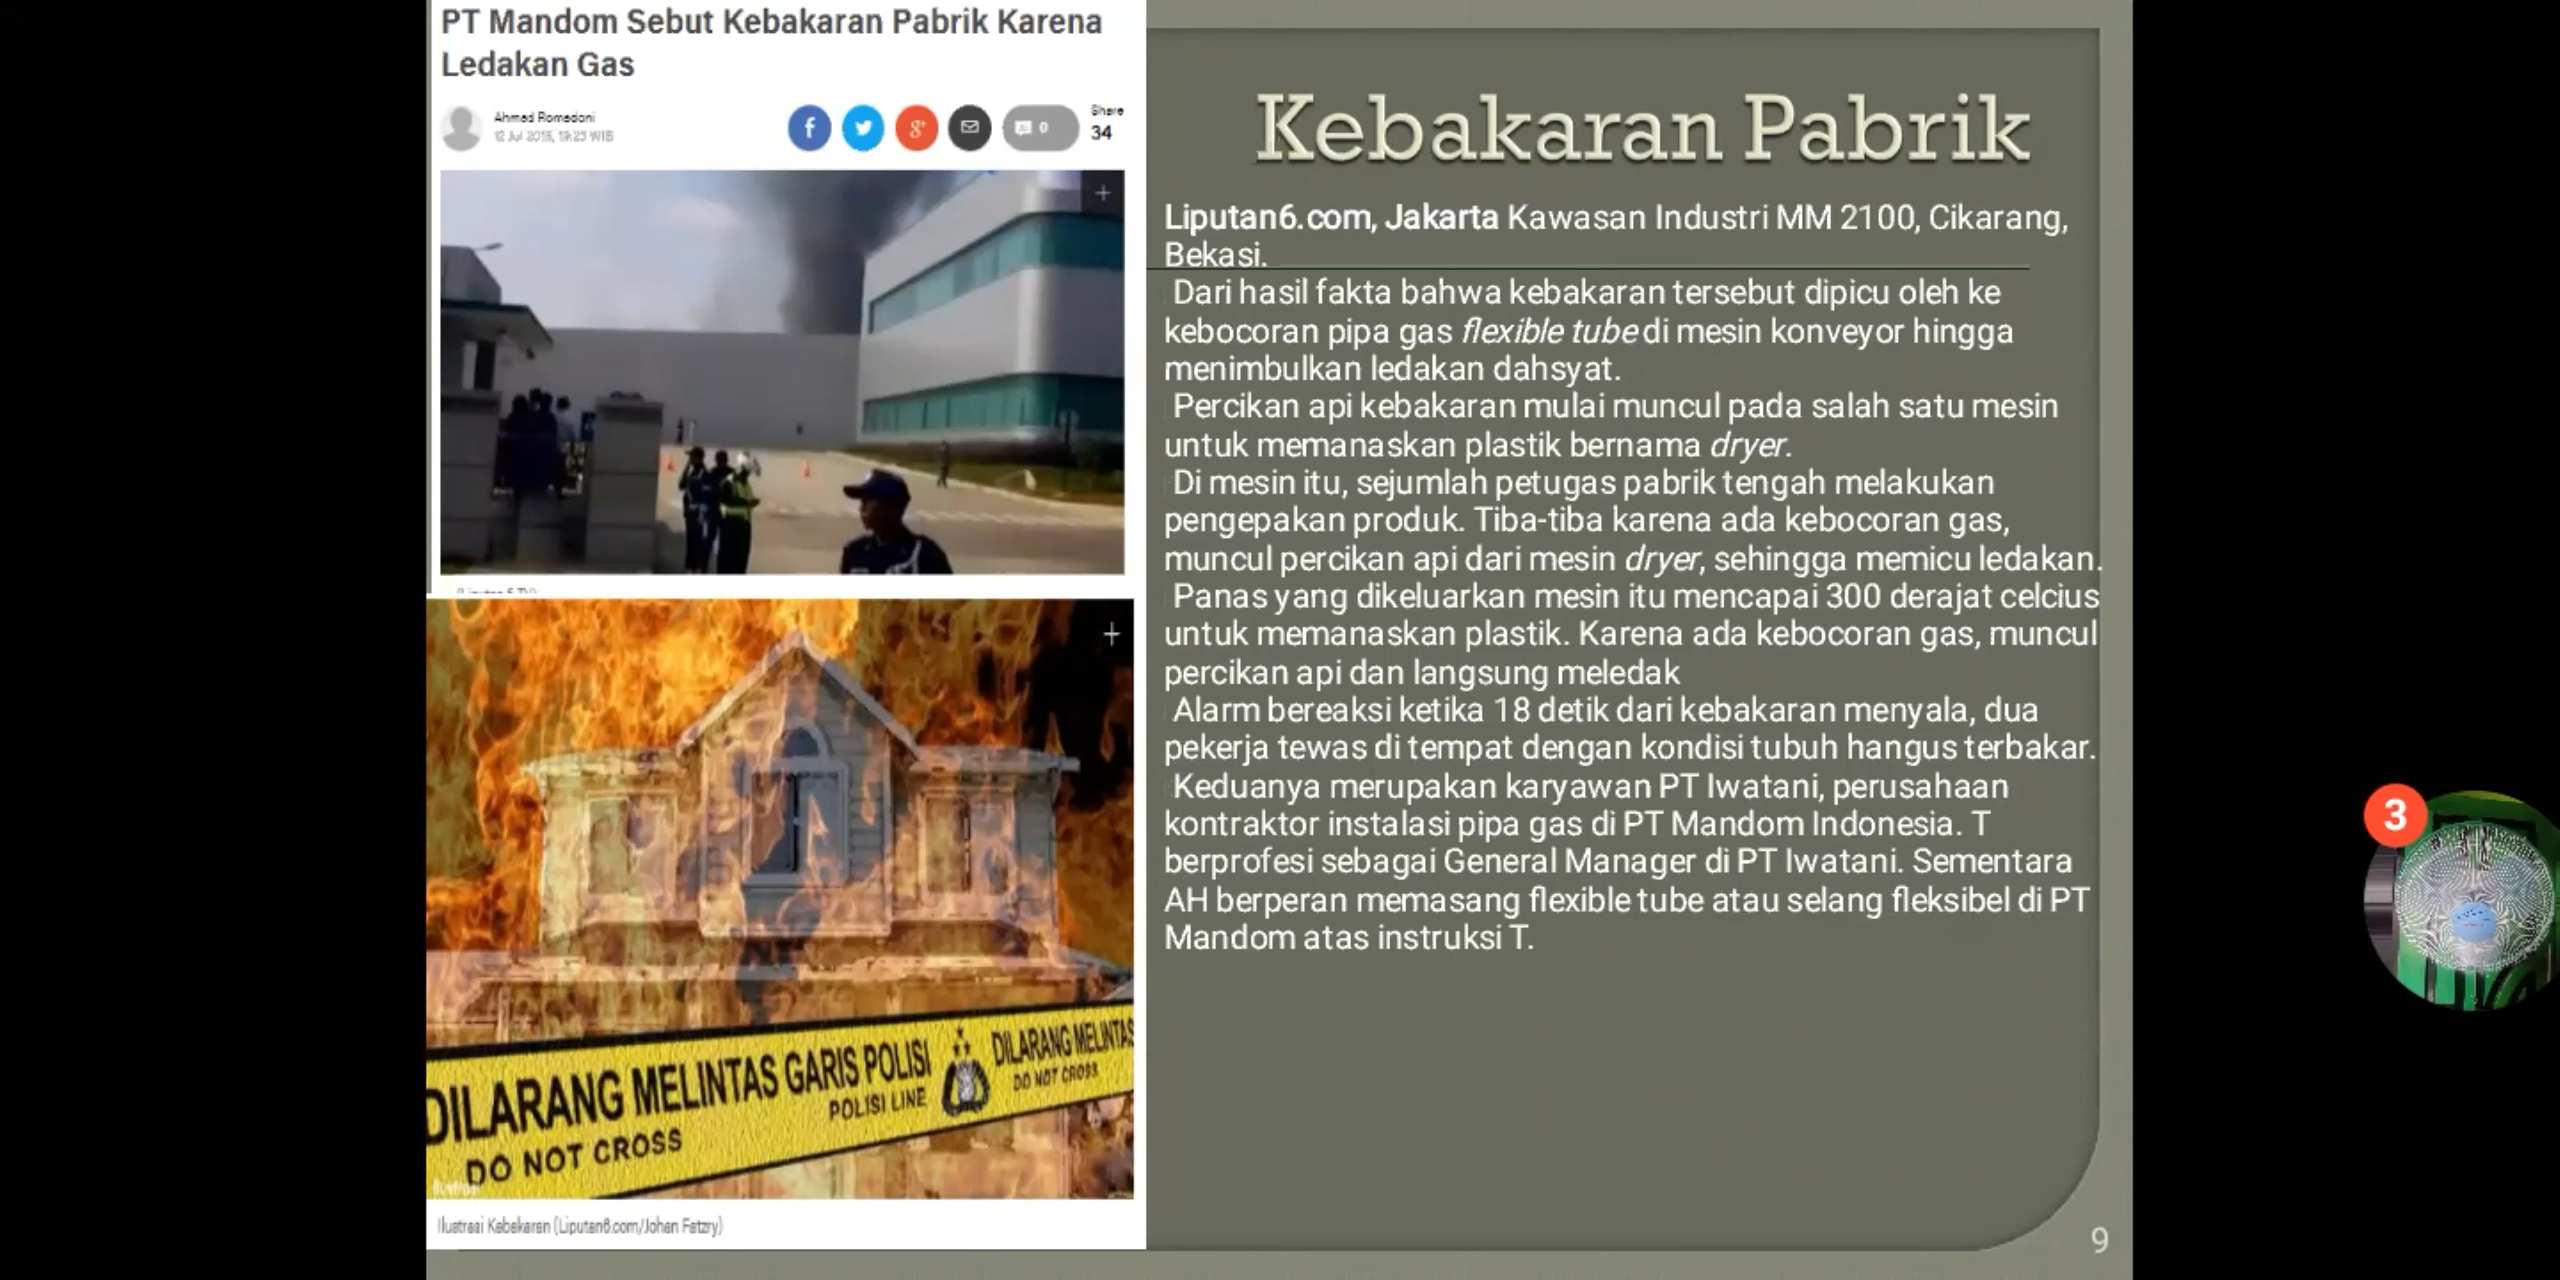 PT Mandom Sebut Kebakaran Pabrik Karena
Ledakan Gas
Ahmad Romadoni
12 Jul 2015, 19:23 WIB
0
Share
34
Kebakaran Pabrik
Liputan6.com, Jakarta Kawasan Industri MM 2100, Cikarang,
Bekasi.
Dari hasil fakta bahwa kebakaran tersebut dipicu oleh ke
kebocoran pipa gas flexible tube di mesin konveyor hingga
menimbulkan ledakan dahsyat.
Percikan api kebakaran mulai muncul pada salah satu mesin
untuk memanaskan plastik bernama dryer.
Di mesin itu, sejumlah petugas pabrik tengah melakukan
pengepakan produk. Tiba-tiba karena ada kebocoran gas,
muncul percikan api dari mesin dryer, sehingga memicu ledakan.
Panas yang dikeluarkan mesin itu mencapai 300 derajat celcius
untuk memanaskan plastik. Karena ada kebocoran gas, muncul
percikan api dan langsung meledak
Alarm bereaksi ketika 18 detik dari kebakaran menyala, dua
pekerja tewas di tempat dengan kondisi tubuh hangus terbakar.
Keduanya merupakan karyawan PT Iwatani, perusahaan
kontraktor instalasi pipa gas di PT Mandom Indonesia. T
berprofesi sebagai General Manager di PT Iwatani. Sementara
AH berperan memasang flexible tube atau selang fleksibel di PT
Mandom atas instruksi T.
DILARANG MELINTAS GARIS POLISI
DO NOT CROSS
POLISI LINE
DILARANG MELINTAS
DO NOT CROSS
Ilustrasi Kebakaran (Liputan6.com/Johan Fatzry)
9
3